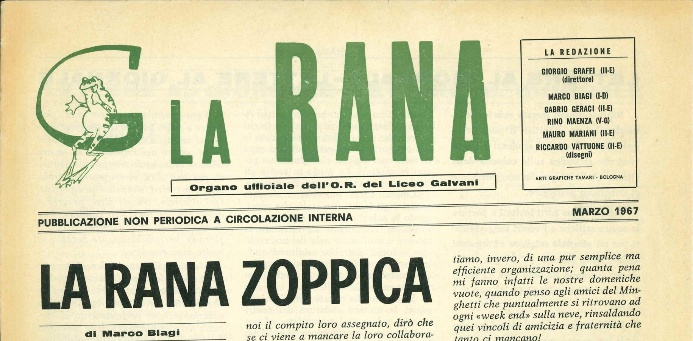 G LA RANA
Organo ufficiale dell'O.R. del Liceo Galvani
LA REDAZIONE
GIORGIO GRAFFI (II-E)
(direttore)
MARCO BIAGI (I-D)
GABRIO GERACI (II-E)
RINO MAENZA (V-G)
MAURO MARIANI (II-E)
RICCARDO VATTUONE (II-E)
(disegni)
ARTI GRAFICHE TAMARI - BOLOGNA
PUBBLICAZIONE NON PERIODICA A CIRCOLAZIONE INTERNA
MARZO 1967
LA RANA ZOPPICA
di Marco Biagi
noi il compito loro assegnato, dirò che
se ci viene a mancare la loro collabora-
tiamo, invero, di una pur semplice ma
efficiente organizzazione; quanta pena
mi fanno infatti le nostre domeniche
vuote, quando penso agli amici del Min-
ghetti che puntualmente si ritrovano ad
ogni «week end» sulla neve, rinsaldando
quei vincoli di amicizia e fraternità che
tanto ci mancano!